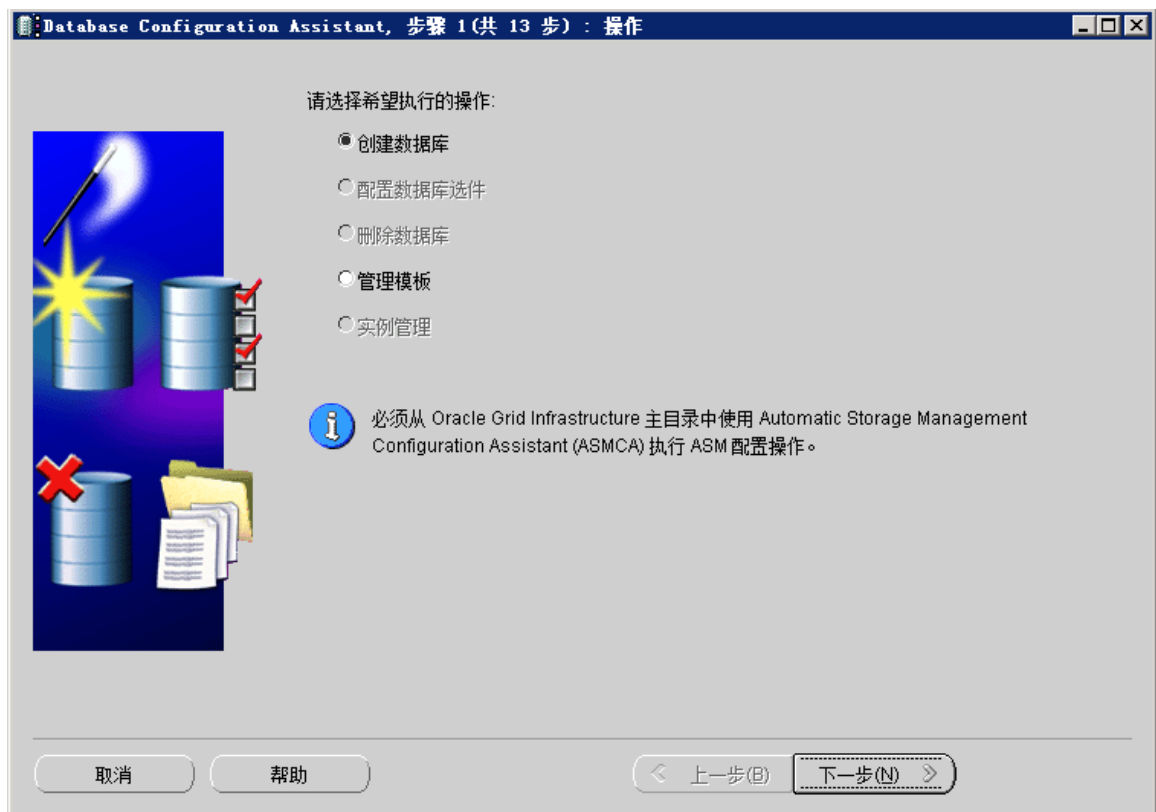 Database Configuration Assistant, 步骤 1(共 13 步) : 操作
请选择希望执行的操作:
创建数据库
配置数据库选件
删除数据库
管理模板
实例管理
必须从 Oracle Grid Infrastructure 主目录中使用 Automatic Storage Management
Configuration Assistant (ASMCA) 执行 ASM 配置操作。
取消
帮助
上一步(B)
下一步(N)